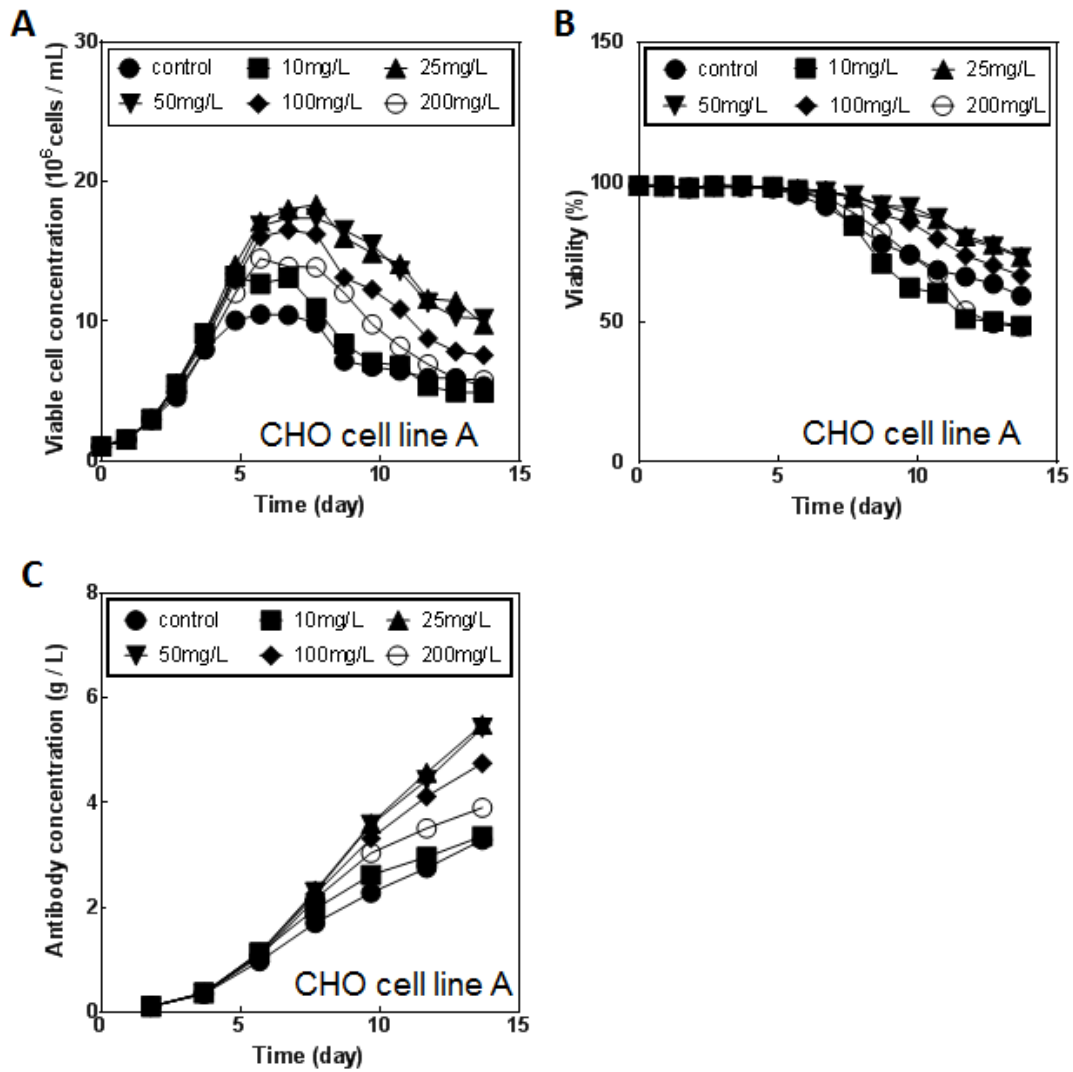 A
30
control 10mg/L 25mg/L
50mg/L 100mg/L 200mg/L
20
10
0
Viable cell concentration (10⁶ cells / mL)
CHO cell line A
0 5 10 15
Time (day)
B
150
control 10mg/L 25mg/L
50mg/L 100mg/L 200mg/L
100
50
0
Viability (%)
CHO cell line A
0 5 10 15
Time (day)
C
8
control 10mg/L 25mg/L
50mg/L 100mg/L 200mg/L
6
4
2
0
Antibody concentration (g / L)
CHO cell line A
0 5 10 15
Time (day)